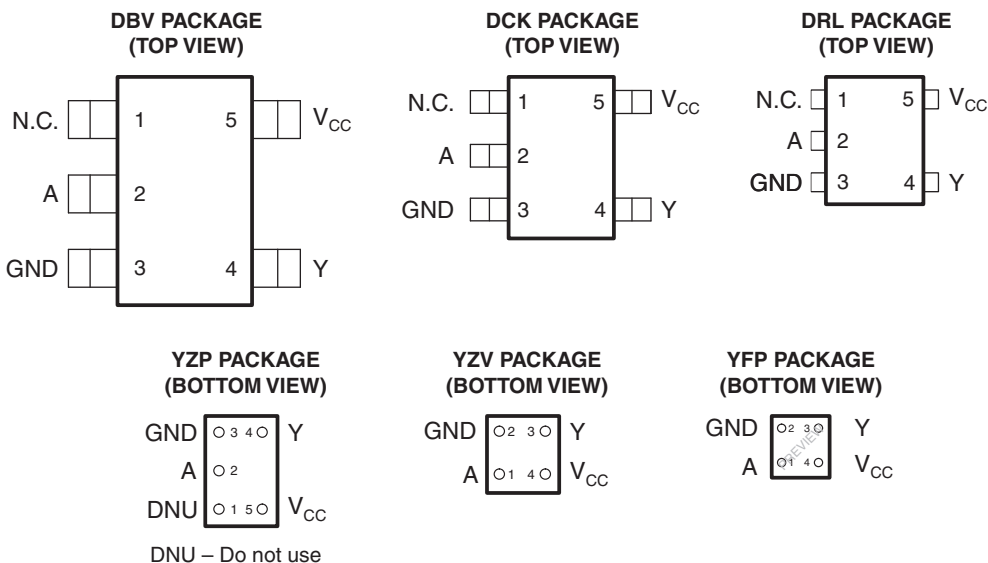 DBV PACKAGE
(TOP VIEW)
N.C. 1 5 VCC
A 2
GND 3 4 Y
DCK PACKAGE
(TOP VIEW)
N.C. 1 5 VCC
A 2
GND 3 4 Y
DRL PACKAGE
(TOP VIEW)
N.C. 1 5 VCC
A 2
GND 3 4 Y
YZP PACKAGE
(BOTTOM VIEW)
GND 3 4 Y
A 2
DNU 1 5 VCC
DNU – Do not use
YZV PACKAGE
(BOTTOM VIEW)
GND 2 3 Y
A 1 4 VCC
YFP PACKAGE
(BOTTOM VIEW)
GND 2 3 Y
PREVIEW
A 1 4 VCC